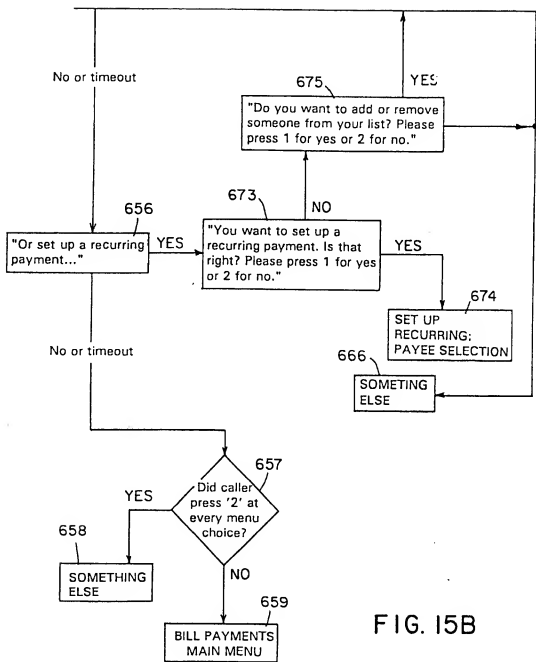 No or timeout
YES
675
"Do you want to add or remove
someone from your list? Please
press 1 for yes or 2 for no."
NO
656
"Or set up a recurring
payment..."
YES
673
"You want to set up a
recurring payment. Is that
right? Please press 1 for yes
or 2 for no."
YES
674
SET UP
RECURRING:
PAYEE SELECTION
666
SOMETING
ELSE
No or timeout
657
Did caller
press '2' at
every menu
choice?
YES
658
SOMETHING
ELSE
NO
659
BILL PAYMENTS
MAIN MENU
FIG. 15B